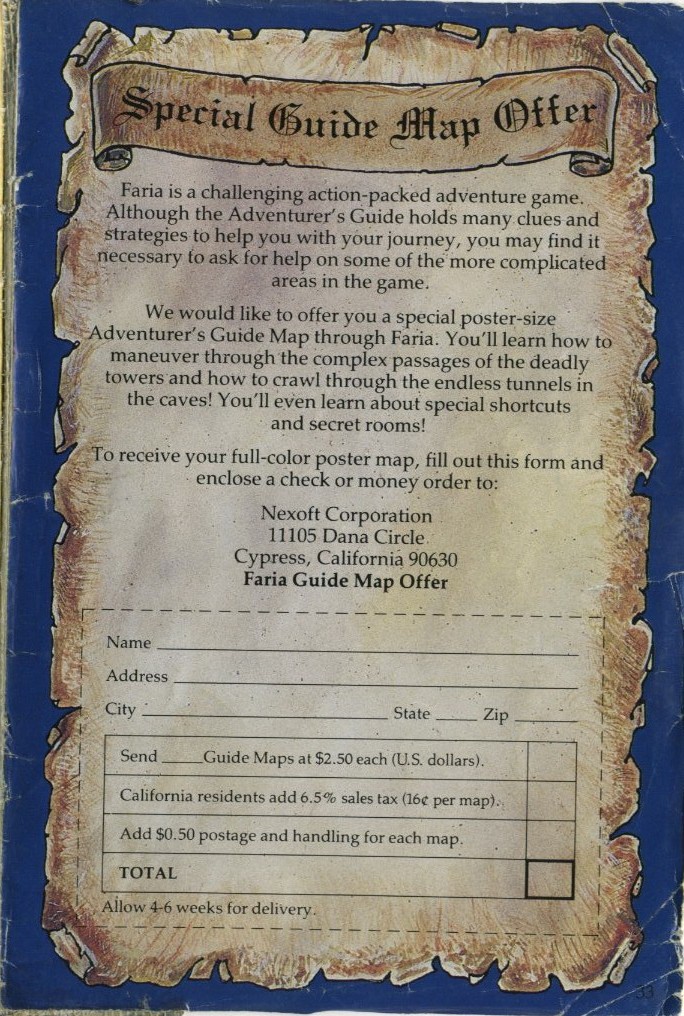 Special Guide Map Offer
Faria is a challenging action-packed adventure game.
Although the Adventurer's Guide holds many clues and
strategies to help you with your journey, you may find it
necessary to ask for help on some of the more complicated
areas in the game.
We would like to offer you a special poster-size
Adventurer's Guide Map through Faria. You'll learn how to
maneuver through the complex passages of the deadly
towers and how to crawl through the endless tunnels in
the caves! You'll even learn about special shortcuts
and secret rooms!
To receive your full-color poster map, fill out this form and
enclose a check or money order to:
Nexoft Corporation
11105 Dana Circle
Cypress, California 90630
Faria Guide Map Offer
Name
Address
City State Zip
Send ____ Guide Maps at $2.50 each (U.S. dollars).
California residents add 6.5% sales tax (16¢ per map).
Add $0.50 postage and handling for each map.
TOTAL
Allow 4-6 weeks for delivery.
33